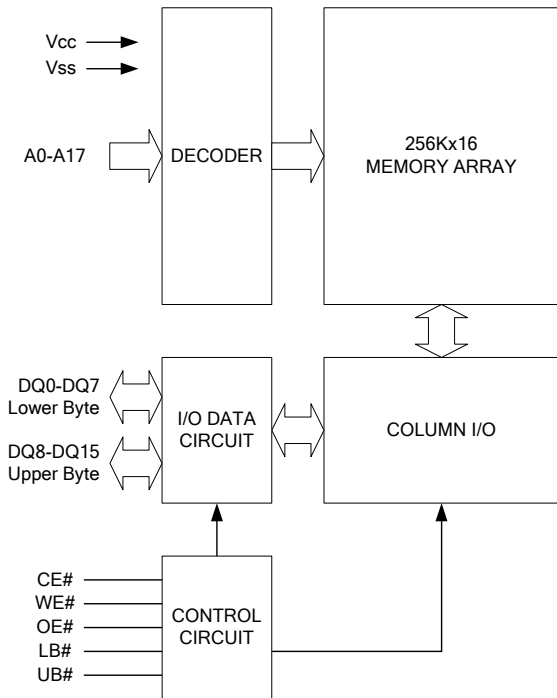 Vcc
Vss
A0-A17
DECODER
256Kx16
MEMORY ARRAY
DQ0-DQ7
Lower Byte
DQ8-DQ15
Upper Byte
I/O DATA
CIRCUIT
COLUMN I/O
CE#
WE#
OE#
LB#
UB#
CONTROL
CIRCUIT